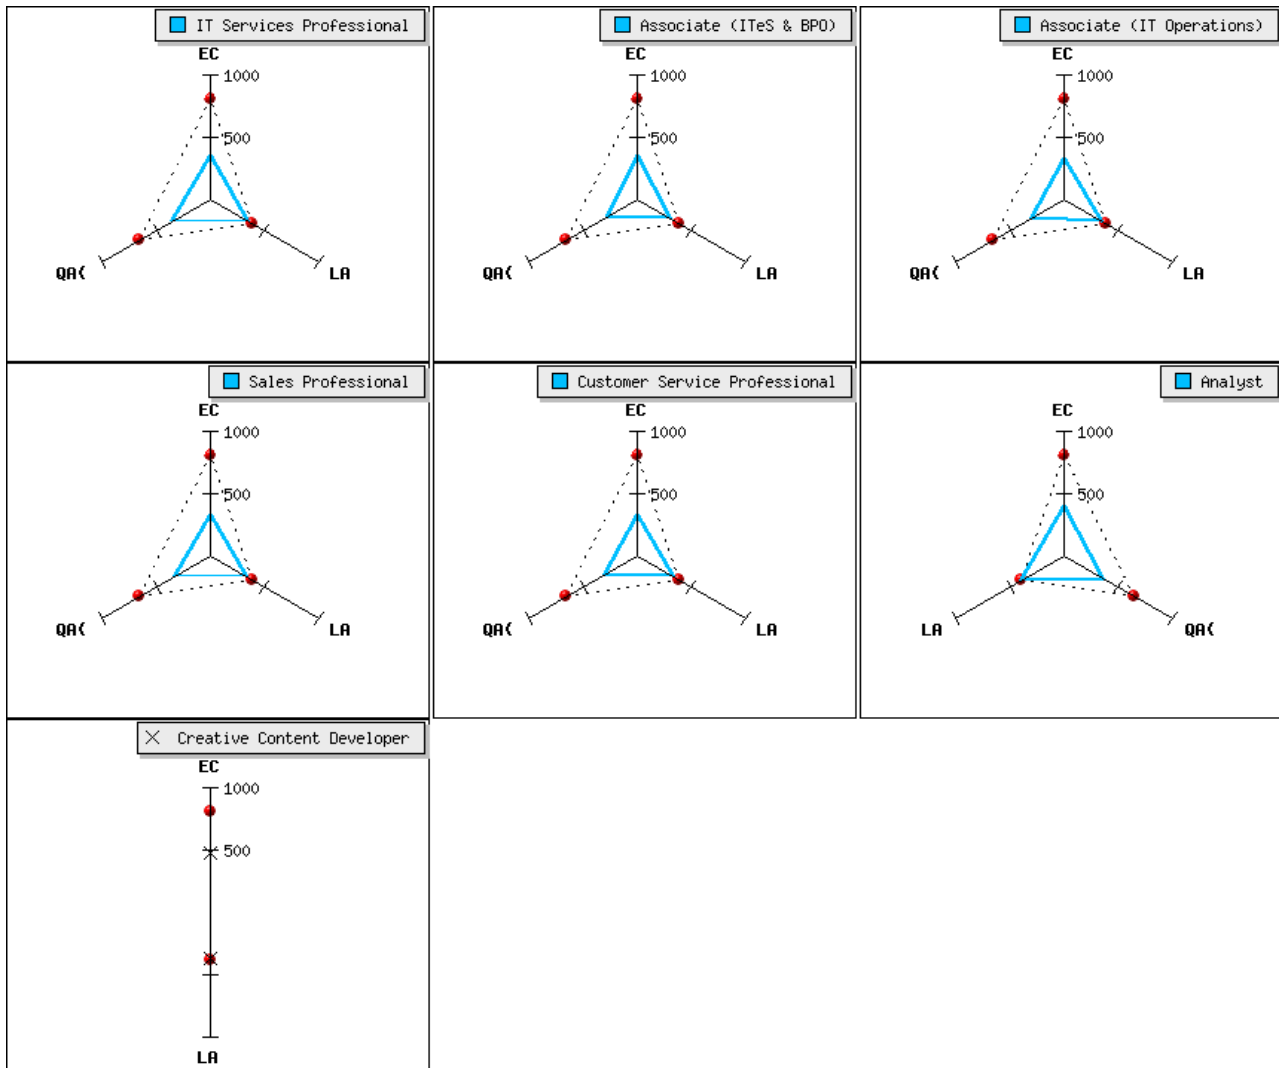 IT Services Professional
EC
1000
500
QA(
LA
Associate (ITeS & BPO)
EC
1000
500
QA(
LA
Associate (IT Operations)
EC
1000
500
QA(
LA
Sales Professional
EC
1000
500
QA(
LA
Customer Service Professional
EC
1000
500
QA(
LA
Analyst
EC
1000
500
LA
QA(
Creative Content Developer
EC
1000
500
LA